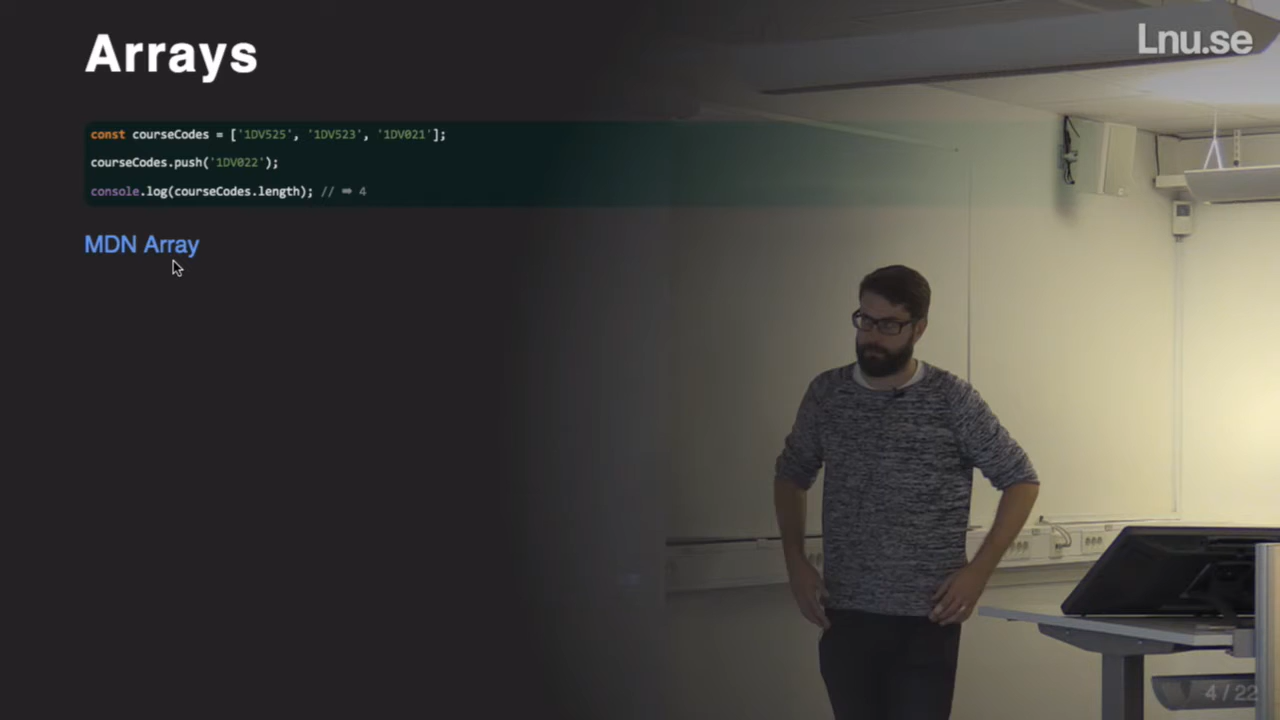 Arrays
Lnu.se
const courseCodes = ['1DV525', '1DV523', '1DV021'];
courseCodes.push('1DV022');
console.log(courseCodes.length); // ➡ 4
MDN Array
4 / 22